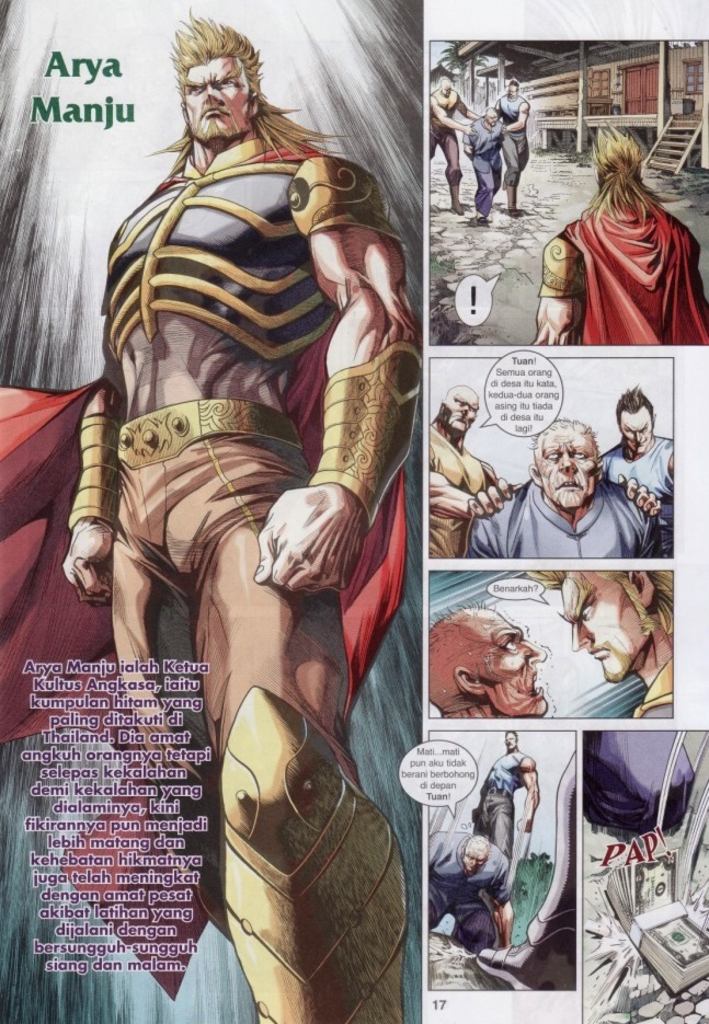 Arya
Manju
Arya Manju ialah Ketua
Kultus Angkasa, iaitu
kumpulan hitam yang
paling ditakuti di
Thailand. Dia amat
angkuh orangnya tetapi
selepas kekalahan
demi kekalahan yang
dialaminya, kini
fikirannya pun menjadi
lebih matang dan
kehebatan hikmatnya
juga telah meningkat
dengan amat pesat
akibat latihan yang
dijalani dengan
bersungguh-sungguh
siang dan malam.
!
Tuan!
Semua orang
di desa itu kata,
kedua-dua orang
asing itu tiada
di desa itu
lagi!
Benarkah?
Mati...mati
pun aku tidak
berani berbohong
di depan
Tuan!
PAP!
17